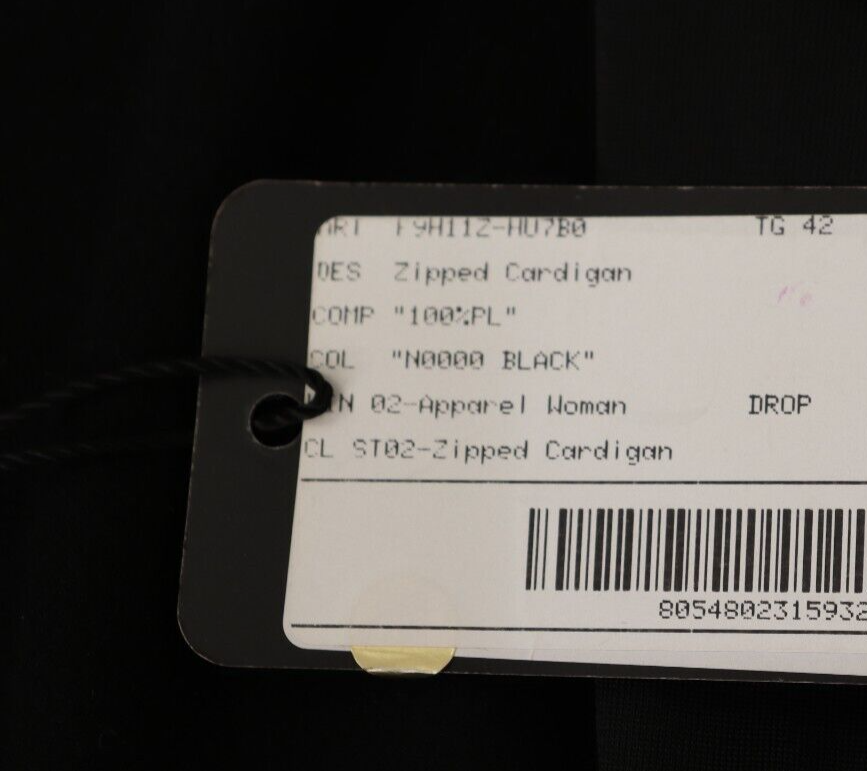 ART F9H11Z-HU7B0 TG 42
DES Zipped Cardigan
COMP "100%PL"
COL "N0000 BLACK"
LIN 02-Apparel Woman DROP
CL ST02-Zipped Cardigan
8054802315932